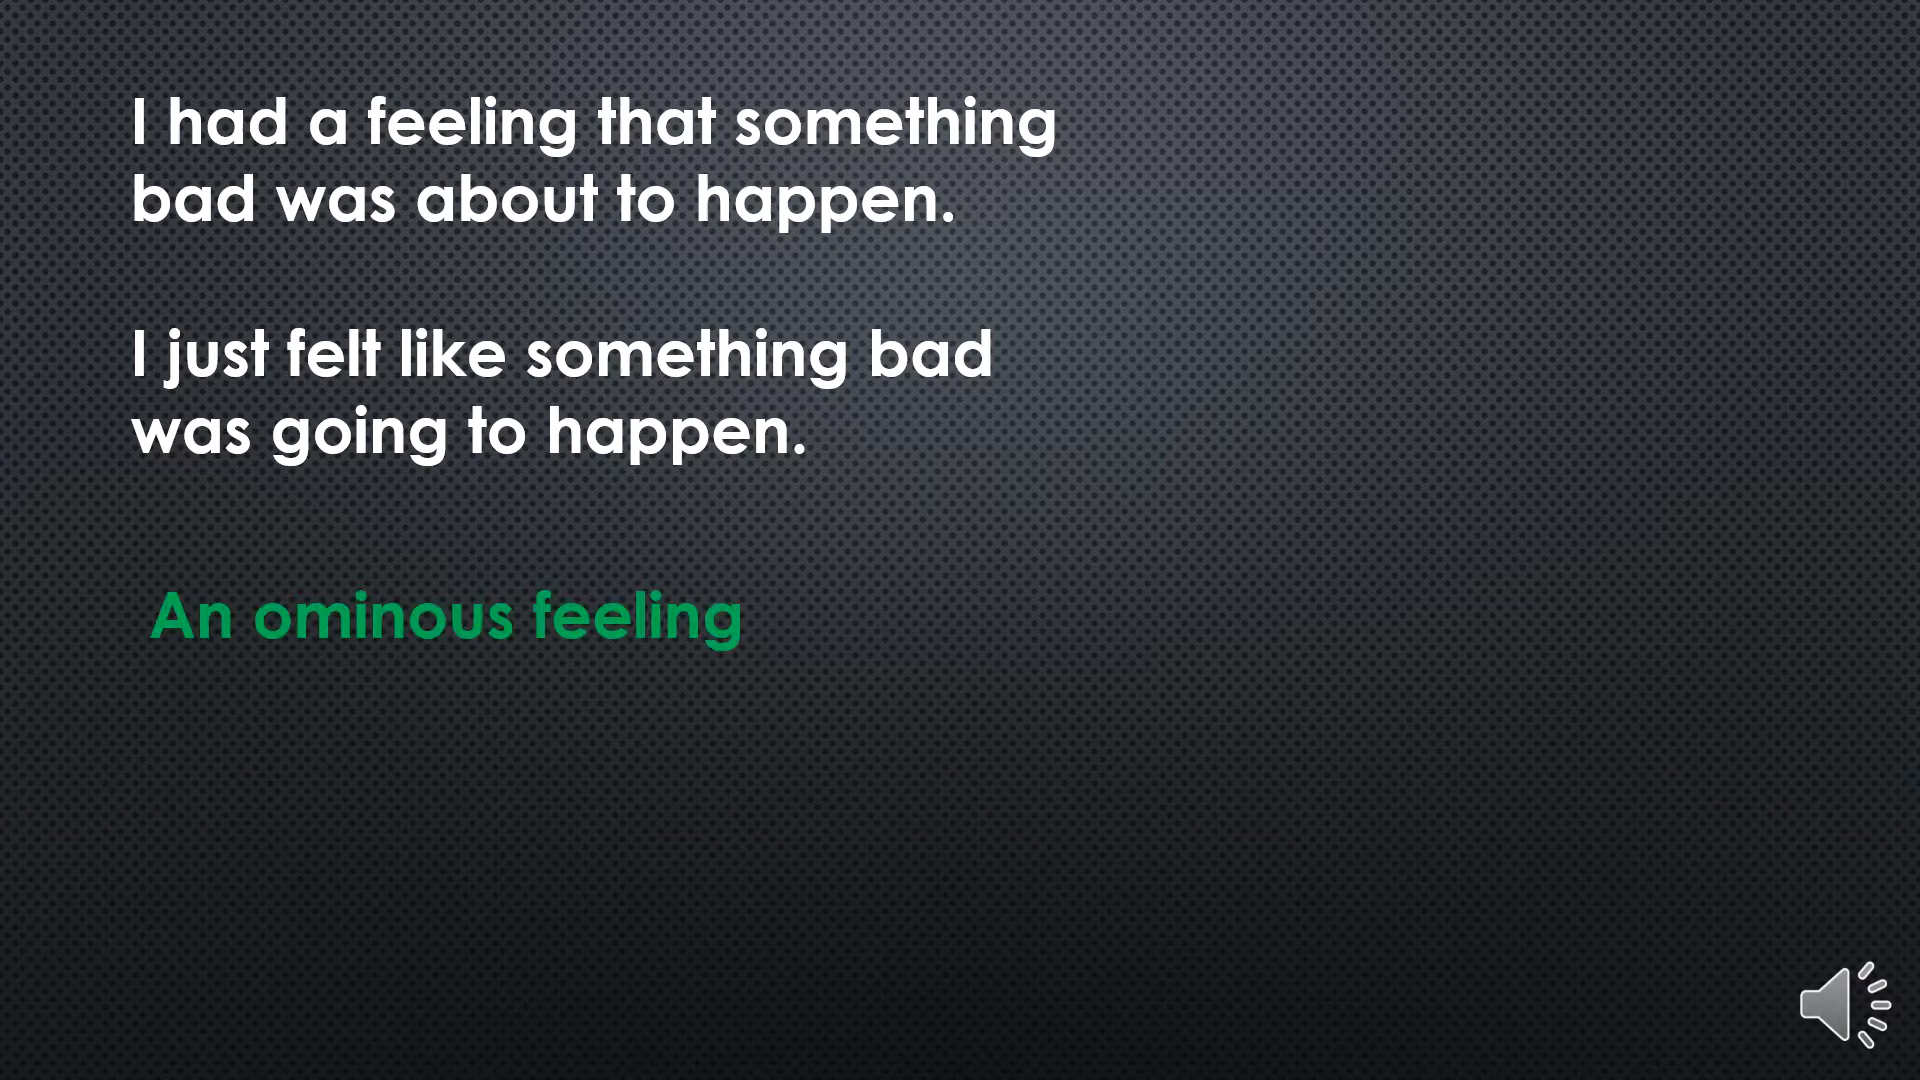 I had a feeling that something
bad was about to happen.
I just felt like something bad
was going to happen.
An ominous feeling